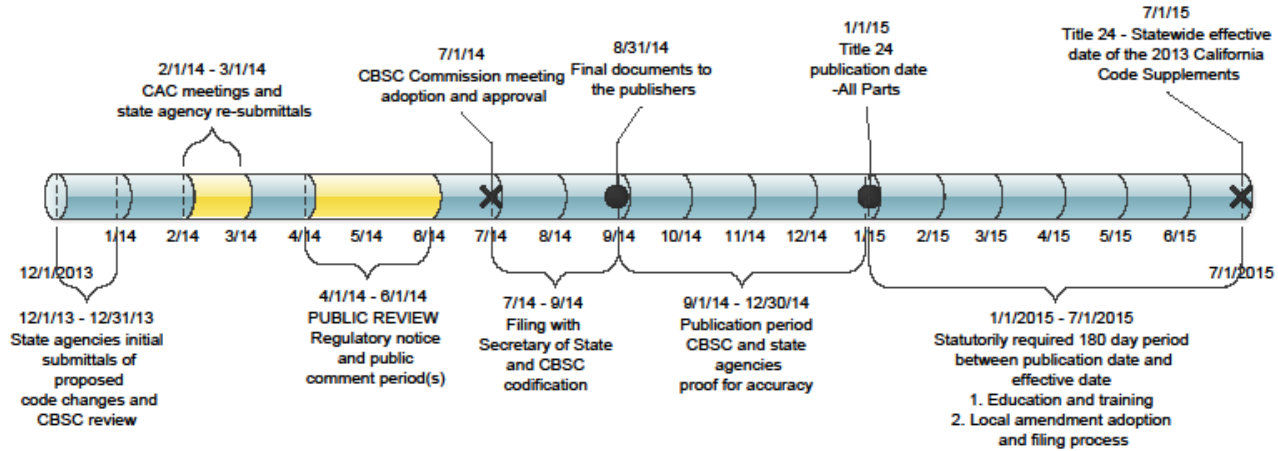 7/1/15
Title 24 - Statewide effective
date of the 2013 California
Code Supplements
1/1/15
Title 24
publication date
-All Parts
8/31/14
Final documents to
the publishers
7/1/14
CBSC Commission meeting
adoption and approval
2/1/14 - 3/1/14
CAC meetings and
state agency re-submittals
1/14
2/14
3/14
4/14
5/14
6/14
7/14
8/14
9/14
10/14
11/14
12/14
1/15
2/15
3/15
4/15
5/15
6/15
12/1/2013
7/1/2015
12/1/13 - 12/31/13
State agencies initial
submittals of
proposed
code changes and
CBSC review
4/1/14 - 6/1/14
PUBLIC REVIEW
Regulatory notice
and public
comment period(s)
7/14 - 9/14
Filing with
Secretary of State
and CBSC
codification
9/1/14 - 12/30/14
Publication period
CBSC and state
agencies
proof for accuracy
1/1/2015 - 7/1/2015
Statutorily required 180 day period
between publication date and
effective date
1. Education and training
2. Local amendment adoption
and filing process